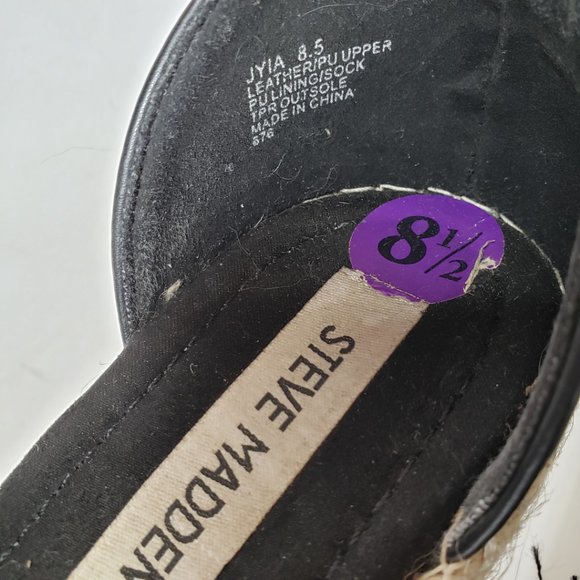 JYIA 8.5
LEATHER/PU UPPER
PU LINING/SOCK
TPR OUTSOLE
MADE IN CHINA
676
8½
STEVE MADDEN